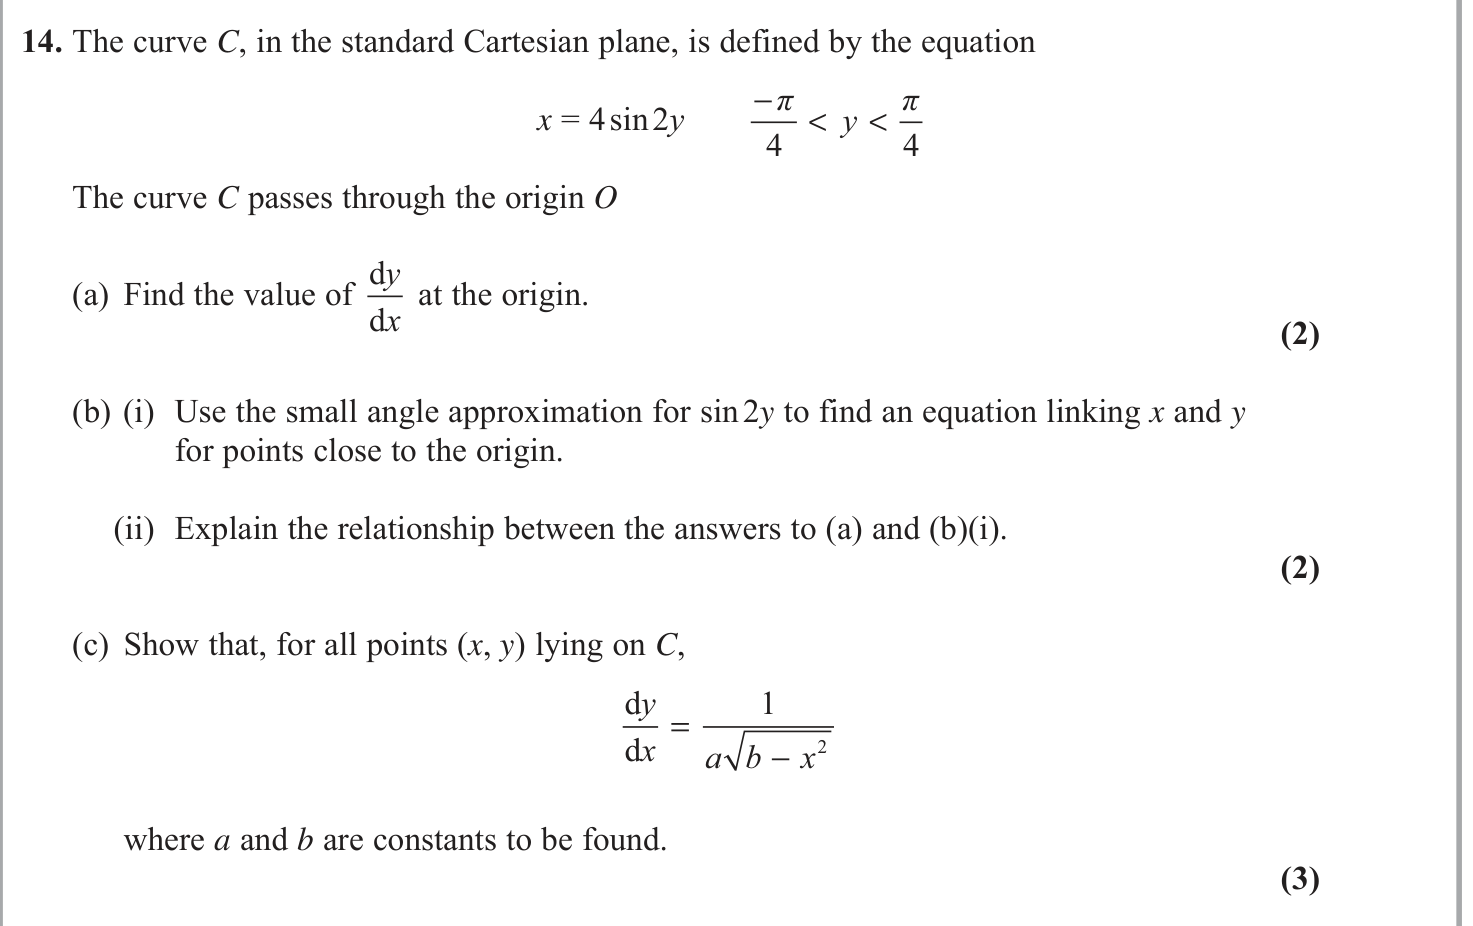 14. The curve C, in the standard Cartesian plane, is defined by the equation
x = 4 sin 2y    -π/4 < y < π/4
The curve C passes through the origin O
(a) Find the value of dy/dx at the origin.
(2)
(b) (i) Use the small angle approximation for sin 2y to find an equation linking x and y
for points close to the origin.
(ii) Explain the relationship between the answers to (a) and (b)(i).
(2)
(c) Show that, for all points (x, y) lying on C,
dy/dx = 1/(a√(b – x²))
where a and b are constants to be found.
(3)